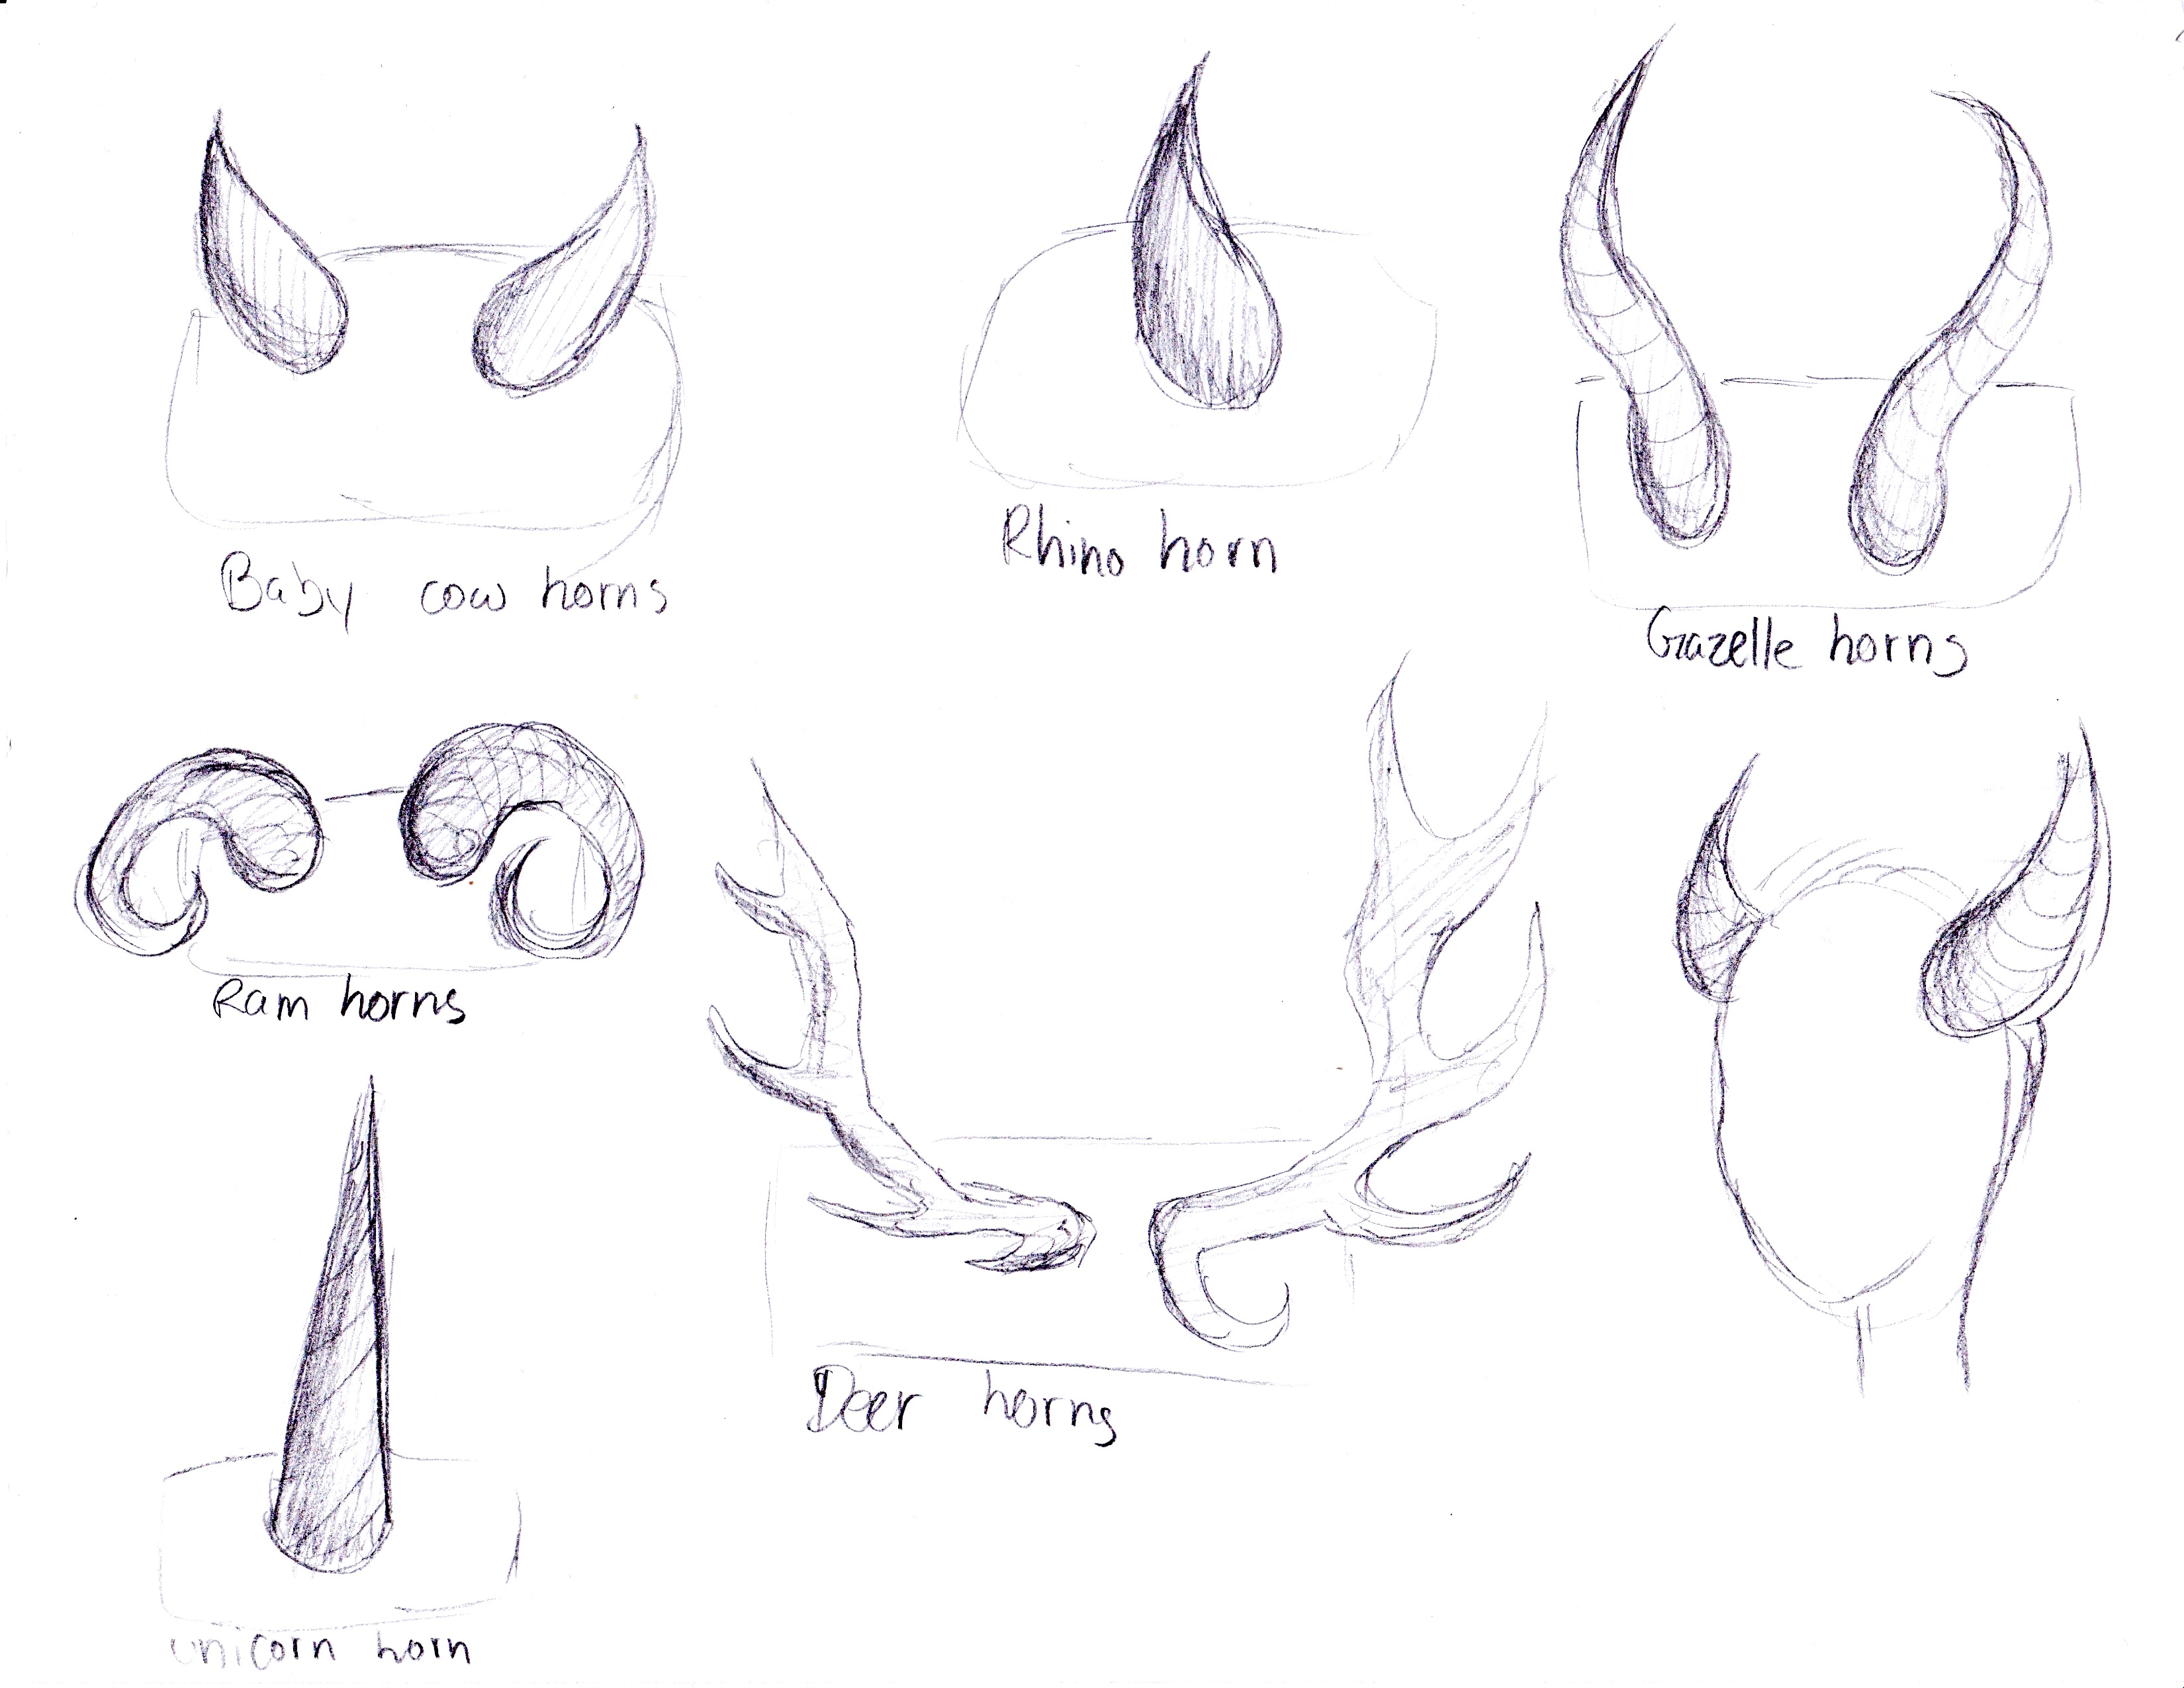 Baby cow horns
Rhino horn
Gazelle horns
Ram horns
Deer horns
unicorn horn